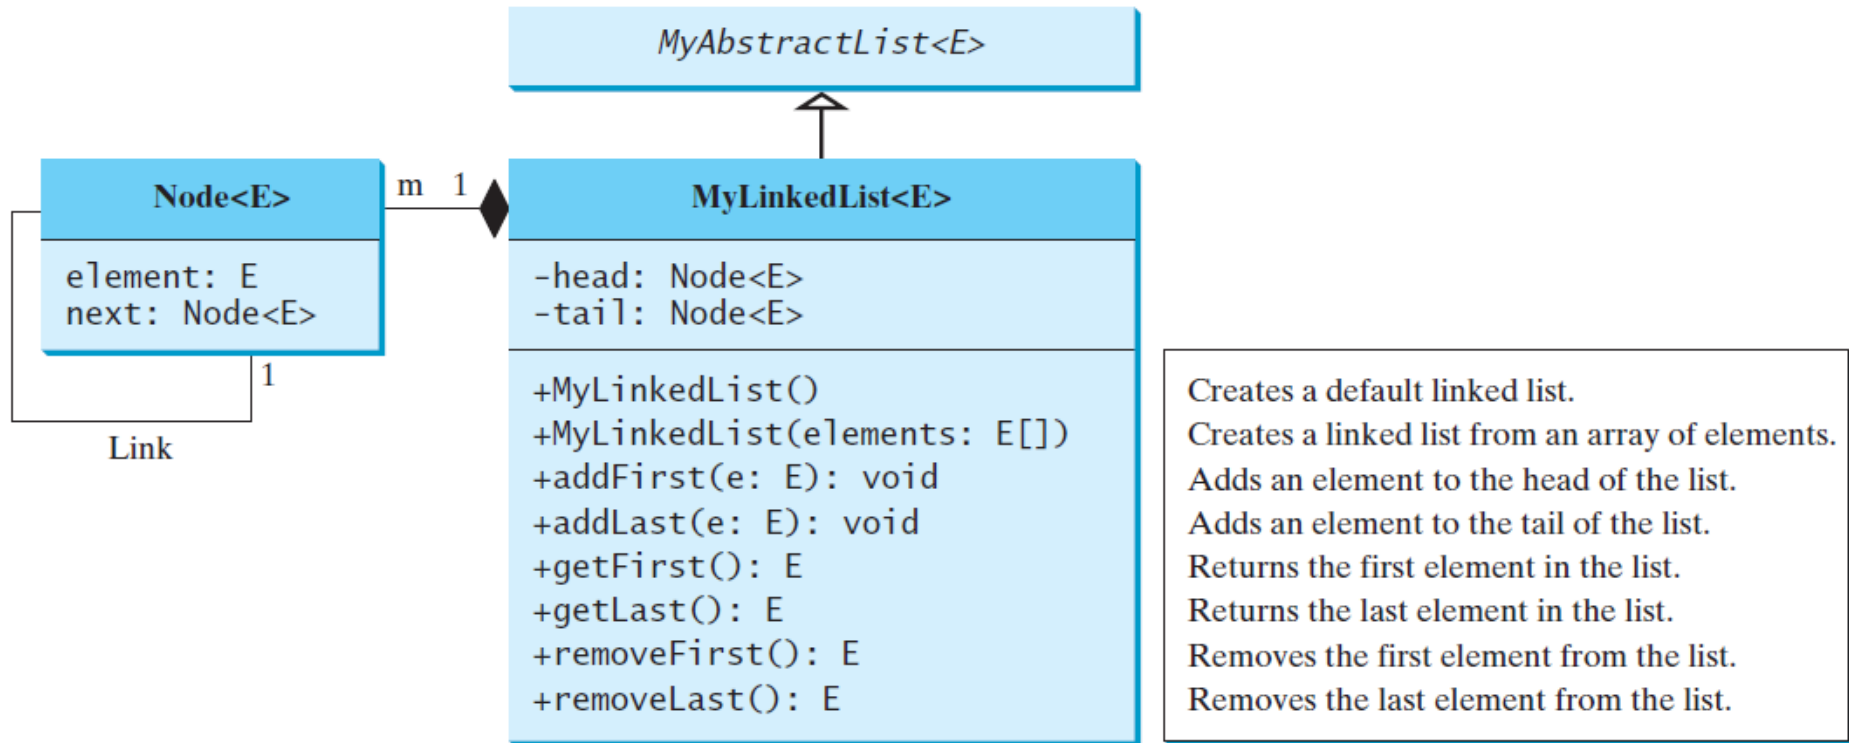 MyAbstractList<E>
Node<E>
m 1
MyLinkedList<E>
element: E
next: Node<E>
1
Link
-head: Node<E>
-tail: Node<E>
+MyLinkedList()
+MyLinkedList(elements: E[])
+addFirst(e: E): void
+addLast(e: E): void
+getFirst(): E
+getLast(): E
+removeFirst(): E
+removeLast(): E
Creates a default linked list.
Creates a linked list from an array of elements.
Adds an element to the head of the list.
Adds an element to the tail of the list.
Returns the first element in the list.
Returns the last element in the list.
Removes the first element from the list.
Removes the last element from the list.